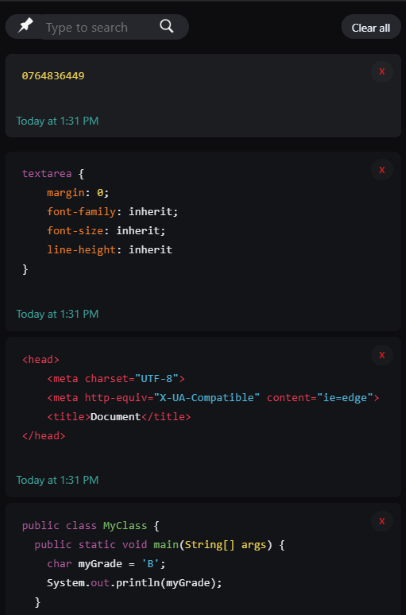 Type to search
Clear all
0764836449
x
Today at 1:31 PM
textarea {
x
    margin: 0;
    font-family: inherit;
    font-size: inherit;
    line-height: inherit
}
Today at 1:31 PM
<head>
x
    <meta charset="UTF-8">
    <meta http-equiv="X-UA-Compatible" content="ie=edge">
    <title>Document</title>
</head>
Today at 1:31 PM
public class MyClass {
x
  public static void main(String[] args) {
    char myGrade = 'B';
    System.out.println(myGrade);
  }